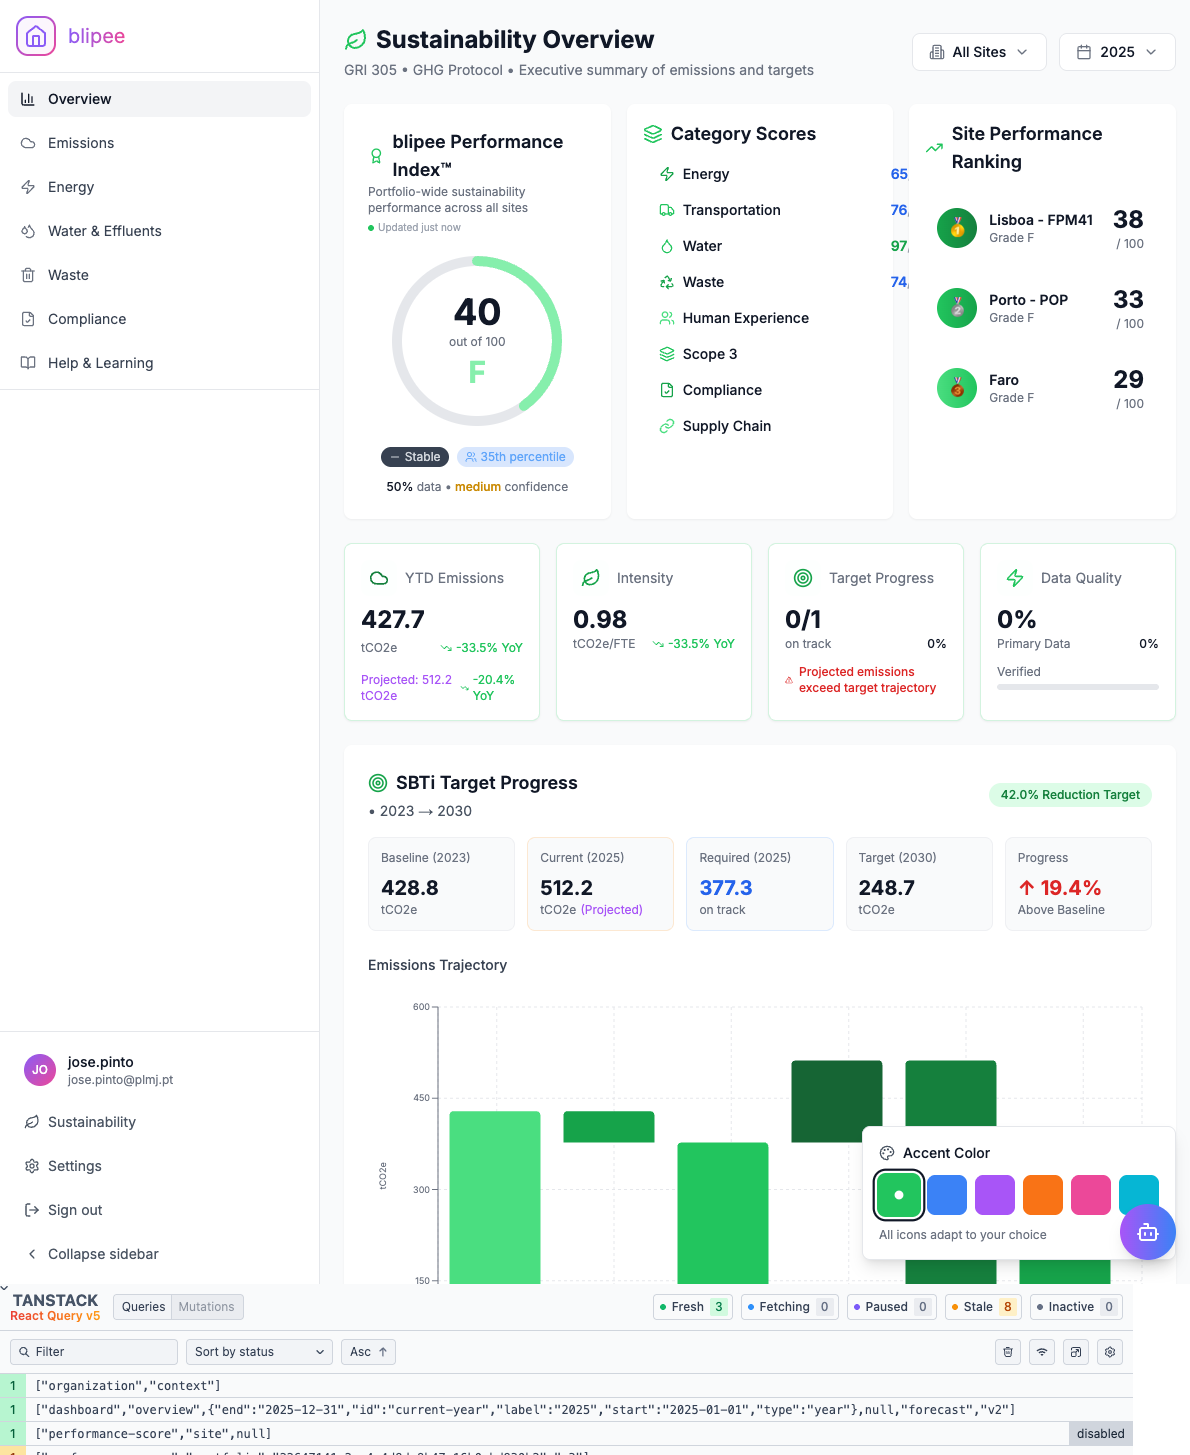 blipee
Overview
Emissions
Energy
Water & Effluents
Waste
Compliance
Help & Learning
JO
jose.pinto
jose.pinto@plmj.pt
Sustainability
Settings
Sign out
Collapse sidebar
Sustainability Overview
GRI 305 • GHG Protocol • Executive summary of emissions and targets
All Sites
2025
blipee Performance
Index™
Portfolio-wide sustainability
performance across all sites
Updated just now
40
out of 100
F
Stable
35th percentile
50% data • medium confidence
Category Scores
Energy 65,
Transportation 76,
Water 97,
Waste 74,
Human Experience
Scope 3
Compliance
Supply Chain
Site Performance
Ranking
1
Lisboa - FPM41 38
Grade F / 100
2
Porto - POP 33
Grade F / 100
3
Faro 29
Grade F / 100
YTD Emissions
427.7
tCO2e -33.5% YoY
Projected: 512.2
tCO2e
-20.4%
YoY
Intensity
0.98
tCO2e/FTE -33.5% YoY
Target Progress
0/1
on track 0%
Projected emissions
exceed target trajectory
Data Quality
0%
Primary Data 0%
Verified
SBTi Target Progress
• 2023 → 2030
42.0% Reduction Target
Baseline (2023)
428.8
tCO2e
Current (2025)
512.2
tCO2e (Projected)
Required (2025)
377.3
on track
Target (2030)
248.7
tCO2e
Progress
↑ 19.4%
Above Baseline
Emissions Trajectory
600
450
300
150
tCO2e
Accent Color
All icons adapt to your choice
TANSTACK
React Query v5
Queries Mutations
Fresh 3 Fetching 0 Paused 0 Stale 8 Inactive 0
Filter Sort by status Asc ↑
1 ["organization","context"]
1 ["dashboard","overview",{"end":"2025-12-31","id":"current-year","label":"2025","start":"2025-01-01","type":"year"},null,"forecast","v2"]
1 ["performance-score","site",null] disabled